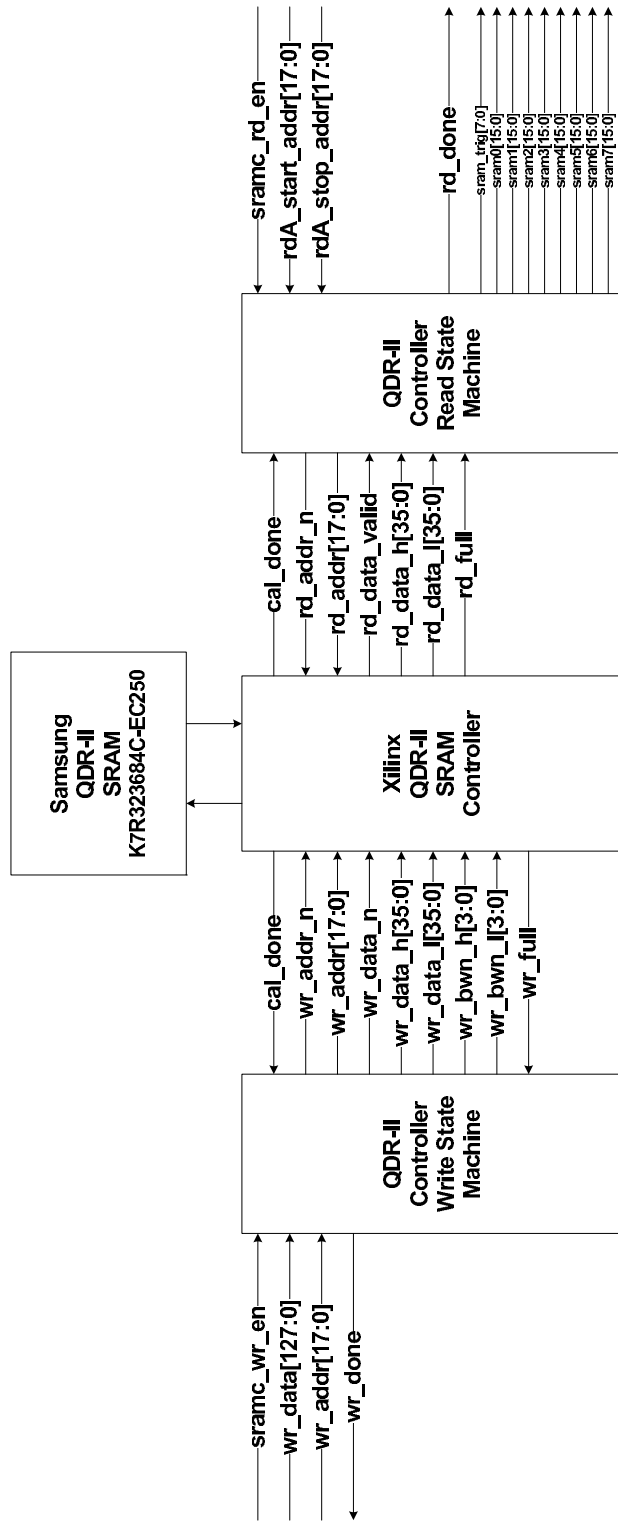 Samsung
QDR-II
SRAM
K7R323684C-EC250
sramc_wr_en
wr_data[127:0]
wr_addr[17:0]
wr_done
QDR-II
Controller
Write State
Machine
cal_done
wr_addr_n
wr_addr[17:0]
wr_data_n
wr_data_h[35:0]
wr_data_l[35:0]
wr_bwn_h[3:0]
wr_bwn_l[3:0]
wr_full
Xilinx
QDR-II
SRAM
Controller
cal_done
rd_addr_n
rd_addr[17:0]
rd_data_valid
rd_data_h[35:0]
rd_data_l[35:0]
rd_full
QDR-II
Controller
Read State
Machine
sramc_rd_en
rdA_start_addr[17:0]
rdA_stop_addr[17:0]
rd_done
sram_trig[7:0]
sram0[15:0]
sram1[15:0]
sram2[15:0]
sram3[15:0]
sram4[15:0]
sram5[15:0]
sram6[15:0]
sram7[15:0]